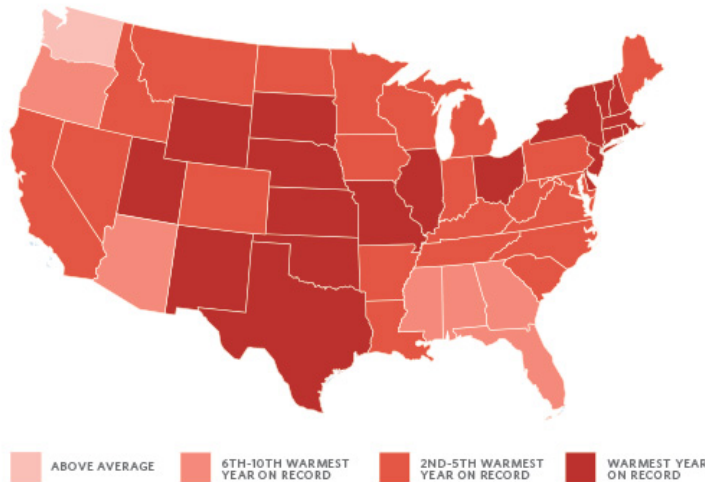 ABOVE AVERAGE
6TH-10TH WARMEST
YEAR ON RECORD
2ND-5TH WARMEST
YEAR ON RECORD
WARMEST YEAR
ON RECORD